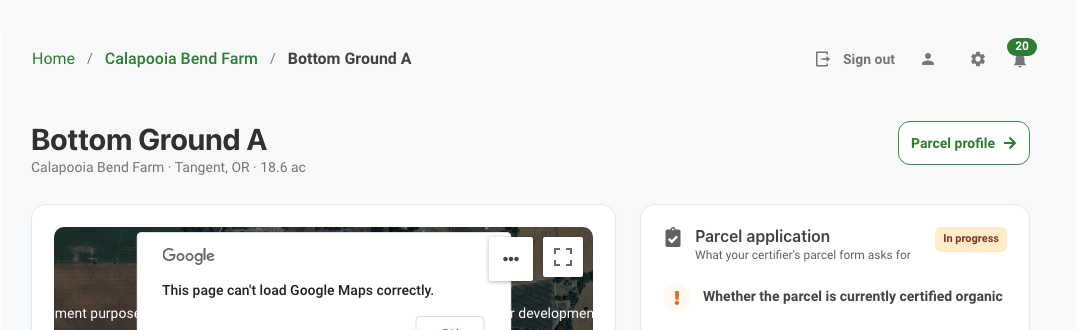 Home / Calapooia Bend Farm / Bottom Ground A
Sign out
20
Bottom Ground A
Calapooia Bend Farm · Tangent, OR · 18.6 ac
Parcel profile
Google
This page can't load Google Maps correctly.
ment purpose
r developmen
Parcel application
What your certifier's parcel form asks for
In progress
Whether the parcel is currently certified organic